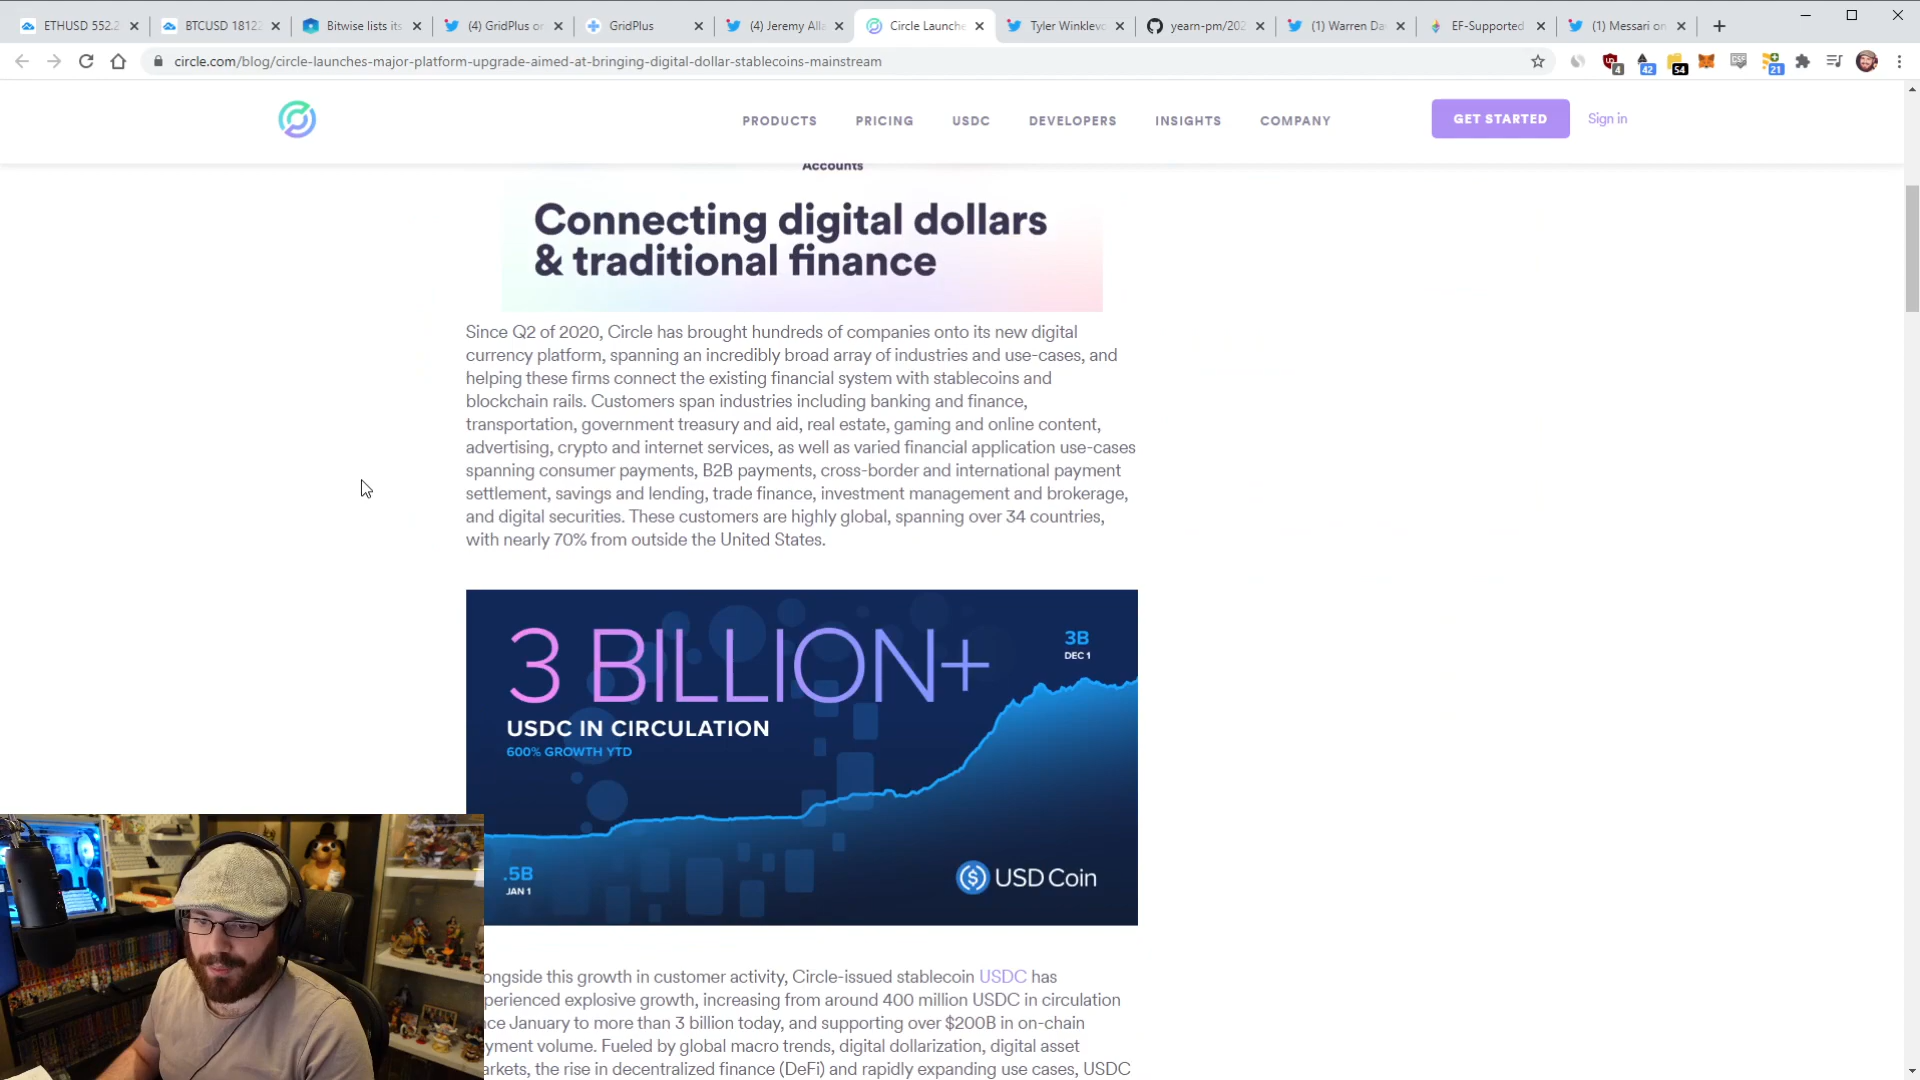 ETHUSD 552.2
BTCUSD 18122
Bitwise lists its
(4) GridPlus on
GridPlus
(4) Jeremy Alla
Circle Launche
Tyler Winklevo
yearn-pm/202
(1) Warren Da
EF-Supported
(1) Messari on
circle.com/blog/circle-launches-major-platform-upgrade-aimed-at-bringing-digital-dollar-stablecoins-mainstream
4
42
54
21
PRODUCTS
PRICING
USDC
DEVELOPERS
INSIGHTS
COMPANY
GET STARTED
Sign in
Accounts
Connecting digital dollars
& traditional finance
Since Q2 of 2020, Circle has brought hundreds of companies onto its new digital
currency platform, spanning an incredibly broad array of industries and use-cases, and
helping these firms connect the existing financial system with stablecoins and
blockchain rails. Customers span industries including banking and finance,
transportation, government treasury and aid, real estate, gaming and online content,
advertising, crypto and internet services, as well as varied financial application use-cases
spanning consumer payments, B2B payments, cross-border and international payment
settlement, savings and lending, trade finance, investment management and brokerage,
and digital securities. These customers are highly global, spanning over 34 countries,
with nearly 70% from outside the United States.
3 BILLION+
USDC IN CIRCULATION
600% GROWTH YTD
3B
DEC 1
.5B
JAN 1
USD Coin
ongside this growth in customer activity, Circle-issued stablecoin USDC has
perienced explosive growth, increasing from around 400 million USDC in circulation
nce January to more than 3 billion today, and supporting over $200B in on-chain
yment volume. Fueled by global macro trends, digital dollarization, digital asset
arkets, the rise in decentralized finance (DeFi) and rapidly expanding use cases, USDC